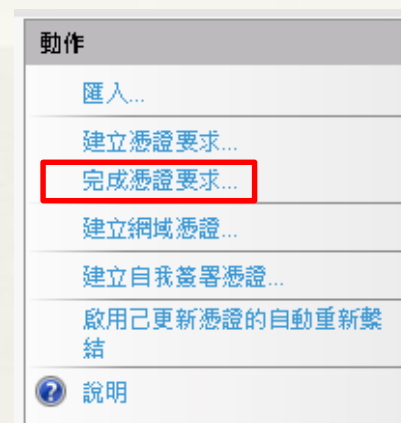 動作
匯入...
建立憑證要求...
完成憑證要求...
建立網域憑證...
建立自我簽署憑證...
啟用已更新憑證的自動重新繫
結
說明